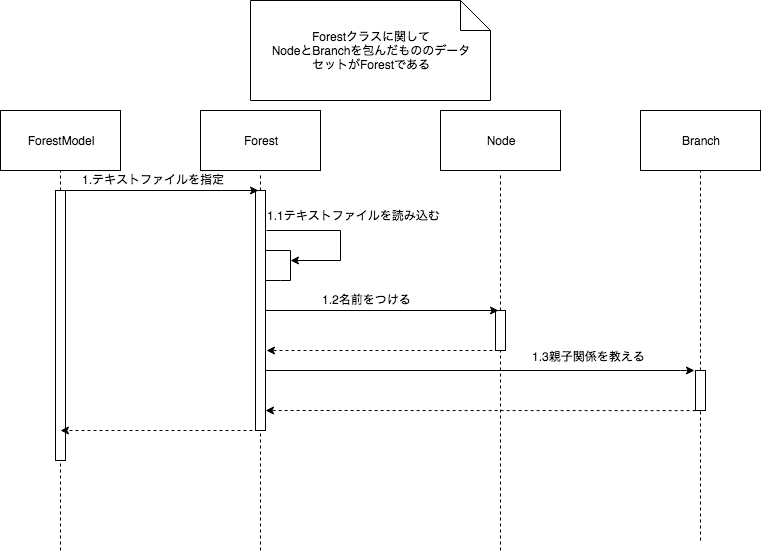 Forestクラスに関して
NodeとBranchを包んだもののデータ
セットがForestである
ForestModel
Forest
Node
Branch
1.テキストファイルを指定
1.1テキストファイルを読み込む
1.2名前をつける
1.3親子関係を教える